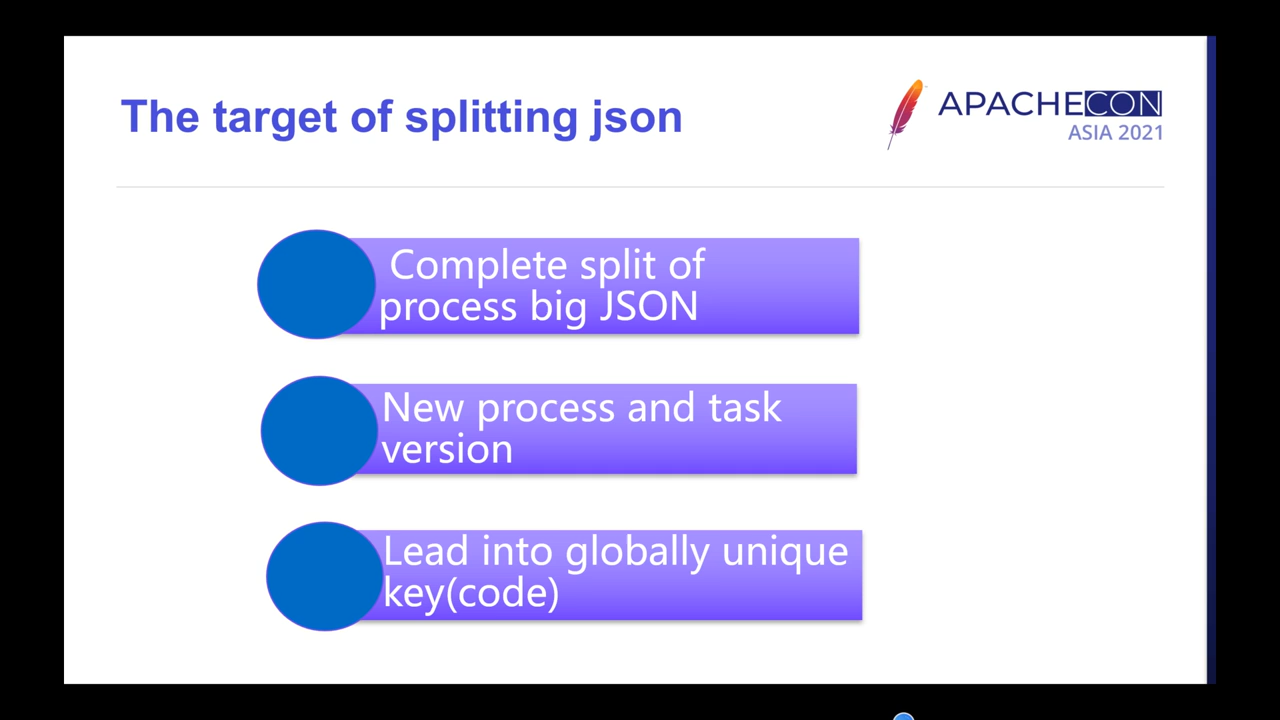 The target of splitting json
APACHECON
ASIA 2021
Complete split of
process big JSON
New process and task
version
Lead into globally unique
key(code)